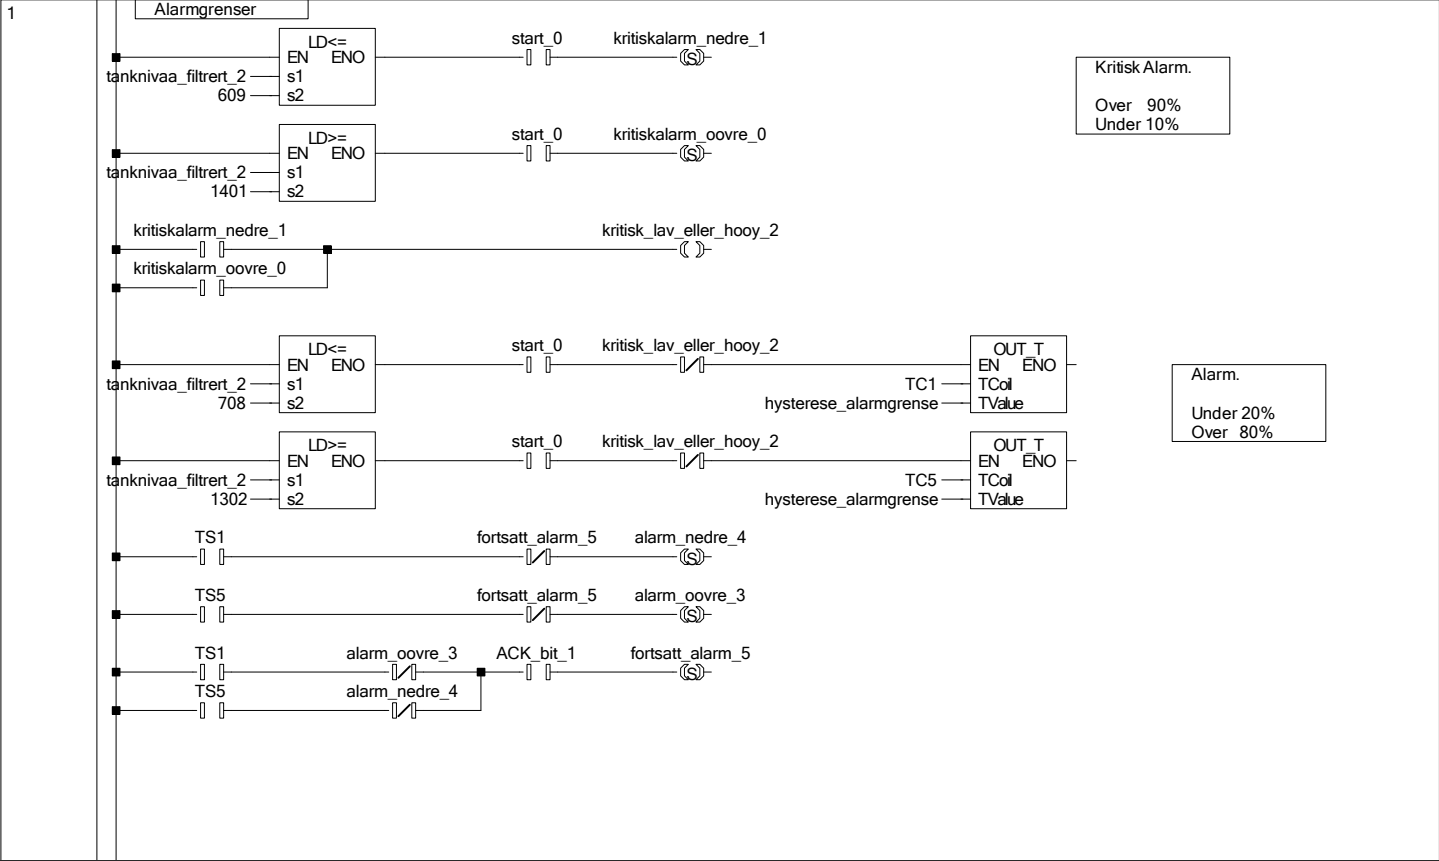 1
Alarmgrenser
LD<=
EN ENO
tanknivaa_filtrert_2 s1
609 s2
start_0
kritiskalarm_nedre_1
S
Kritisk Alarm.
Over 90%
Under 10%
LD>=
EN ENO
tanknivaa_filtrert_2 s1
1401 s2
start_0
kritiskalarm_oovre_0
S
kritiskalarm_nedre_1
kritisk_lav_eller_hooy_2
kritiskalarm_oovre_0
LD<=
EN ENO
tanknivaa_filtrert_2 s1
708 s2
start_0
kritisk_lav_eller_hooy_2
OUT_T
EN ENO
TC1 TCoil
hysterese_alarmgrense TValue
Alarm.
Under 20%
Over 80%
LD>=
EN ENO
tanknivaa_filtrert_2 s1
1302 s2
start_0
kritisk_lav_eller_hooy_2
OUT_T
EN ENO
TC5 TCoil
hysterese_alarmgrense TValue
TS1
fortsatt_alarm_5
alarm_nedre_4
S
TS5
fortsatt_alarm_5
alarm_oovre_3
S
TS1
alarm_oovre_3
ACK_bit_1
fortsatt_alarm_5
S
TS5
alarm_nedre_4